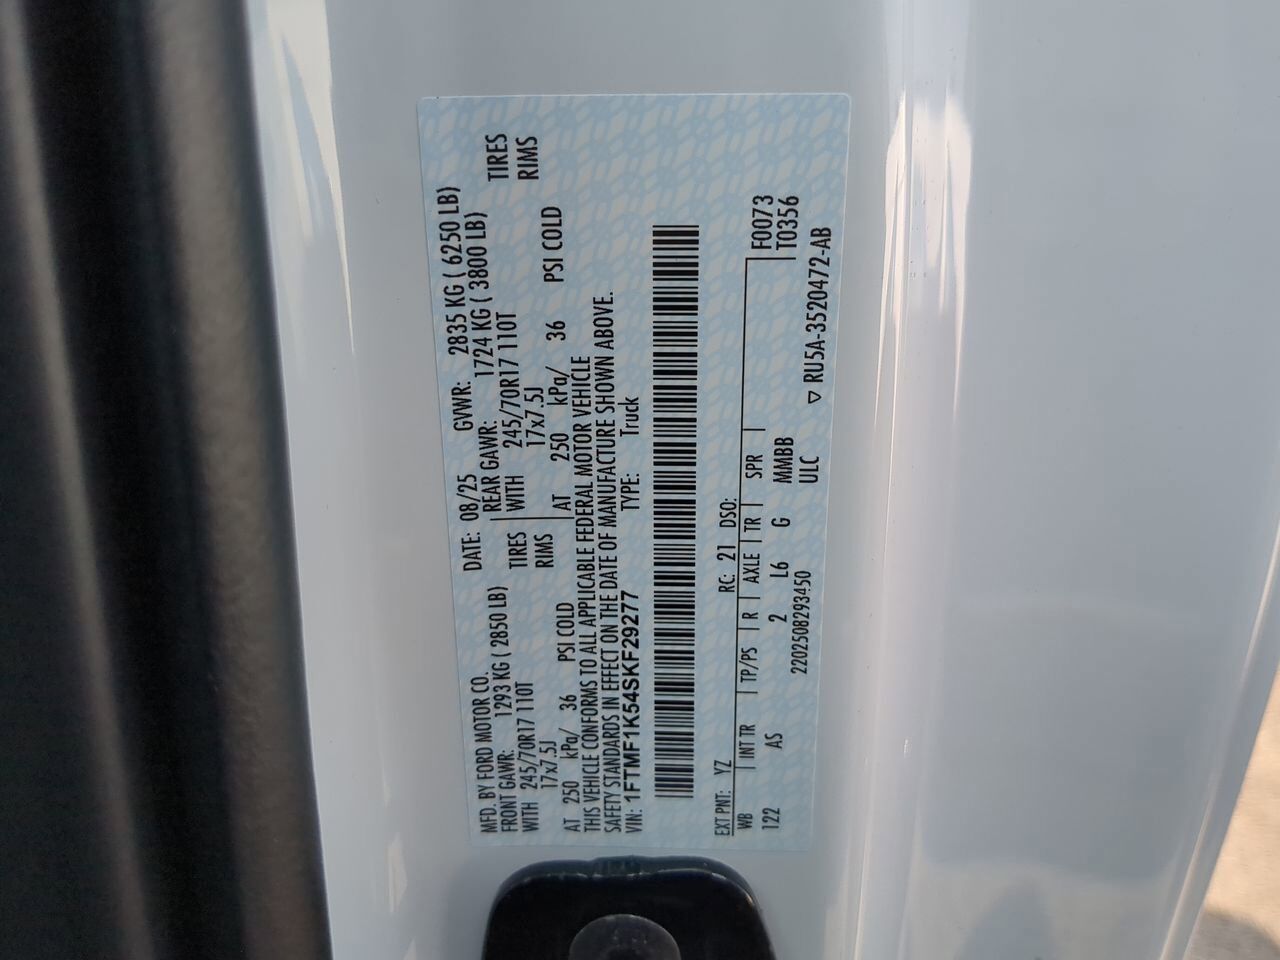 MFD. BY FORD MOTOR CO. DATE: 08/25 GVWR: 2835 KG ( 6250 LB)
FRONT GAWR: 1293 KG ( 2850 LB) REAR GAWR: 1724 KG ( 3800 LB)
WITH 245/70R17 110T TIRES WITH 245/70R17 110T TIRES
17x7.5J RIMS 17x7.5J RIMS
AT 250 kPa/ 36 PSI COLD AT 250 kPa/ 36 PSI COLD
THIS VEHICLE CONFORMS TO ALL APPLICABLE FEDERAL MOTOR VEHICLE
SAFETY STANDARDS IN EFFECT ON THE DATE OF MANUFACTURE SHOWN ABOVE.
VIN: 1FTMF1K54SKF29277 TYPE: Truck
EXT PNT: YZ RC: 21 DSO:
WB INT TR TP/PS R AXLE TR SPR F0073
122 AS 2 L6 G MMBB T0356
2202508293450 ULC ▽ RU5A-3520472-AB